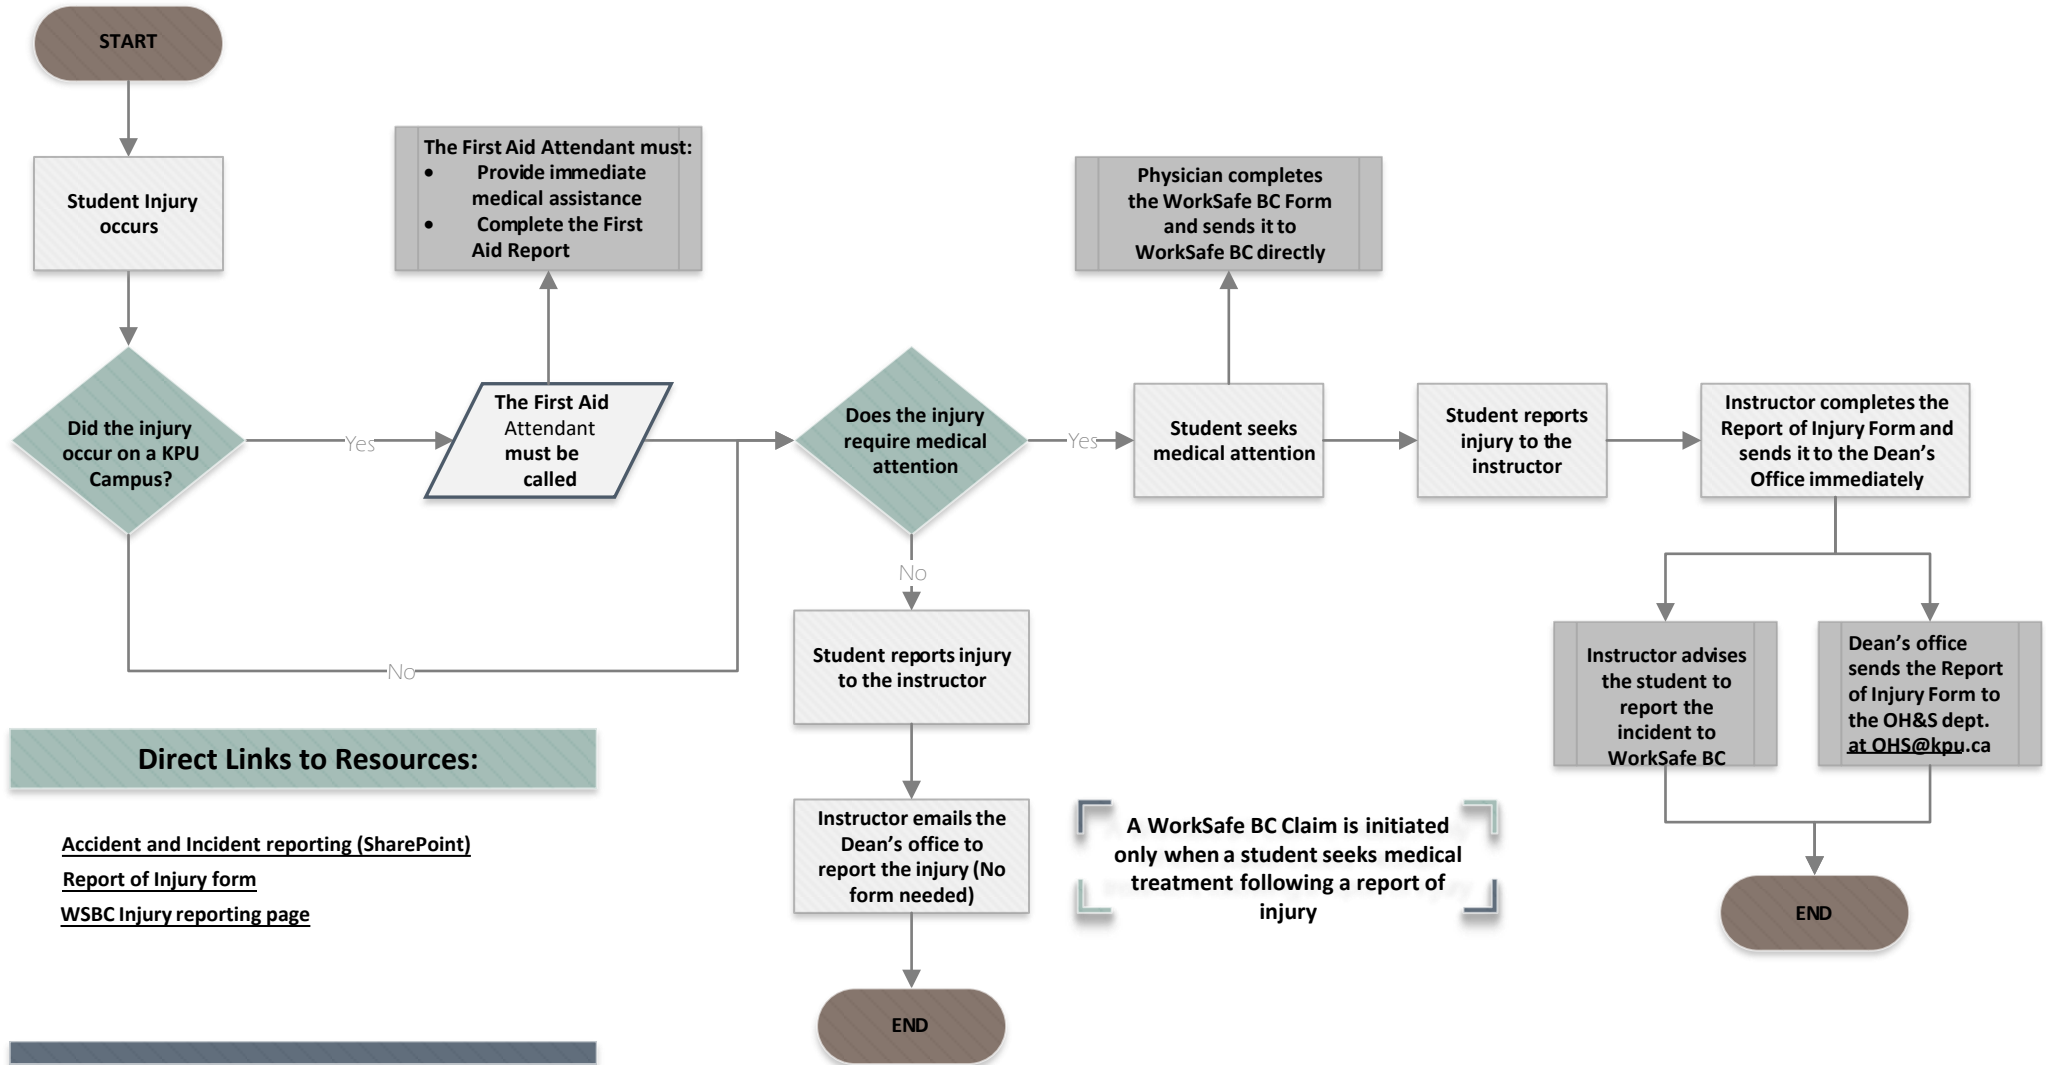 START
Student Injury
occurs
Did the injury
occur on a KPU
Campus?
Yes
No
The First Aid Attendant must:
• Provide immediate
medical assistance
• Complete the First
Aid Report
The First Aid
Attendant
must be
called
Does the injury
require medical
attention
Yes
No
Physician completes
the WorkSafe BC Form
and sends it to
WorkSafe BC directly
Student seeks
medical attention
Student reports
injury to the
instructor
Instructor completes the
Report of Injury Form and
sends it to the Dean’s
Office immediately
Instructor advises
the student to
report the
incident to
WorkSafe BC
Dean’s office
sends the Report
of Injury Form to
the OH&S dept.
at OHS@kpu.ca
END
Student reports injury
to the instructor
Instructor emails the
Dean’s office to
report the injury (No
form needed)
END
A WorkSafe BC Claim is initiated
only when a student seeks medical
treatment following a report of
injury
Direct Links to Resources:
Accident and Incident reporting (SharePoint)
Report of Injury form
WSBC Injury reporting page